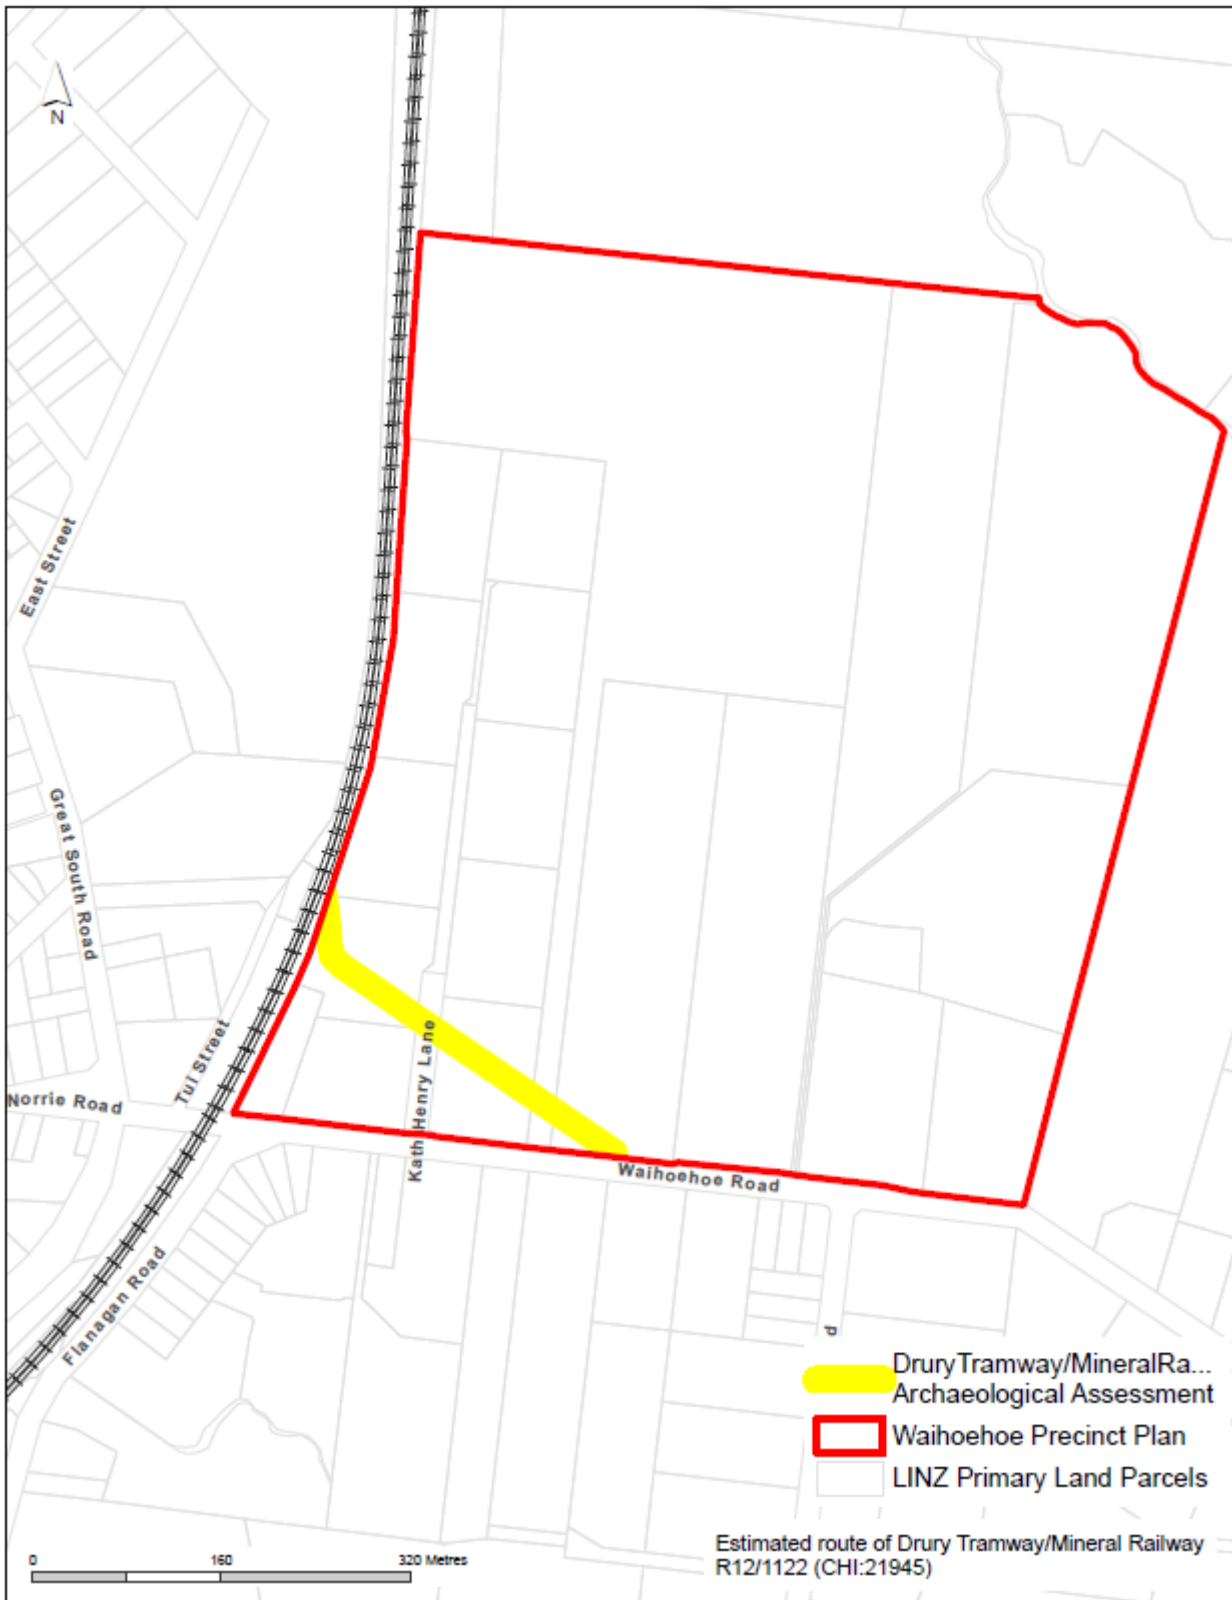 N
East Street
Great South Road
Tui Street
Norrie Road
Kath Henry Lane
Waihoehoe Road
Flanagan Road
d
DruryTramway/MineralRa...
Archaeological Assessment
Waihoehoe Precinct Plan
LINZ Primary Land Parcels
0 160 320 Metres
Estimated route of Drury Tramway/Mineral Railway
R12/1122 (CHI:21945)